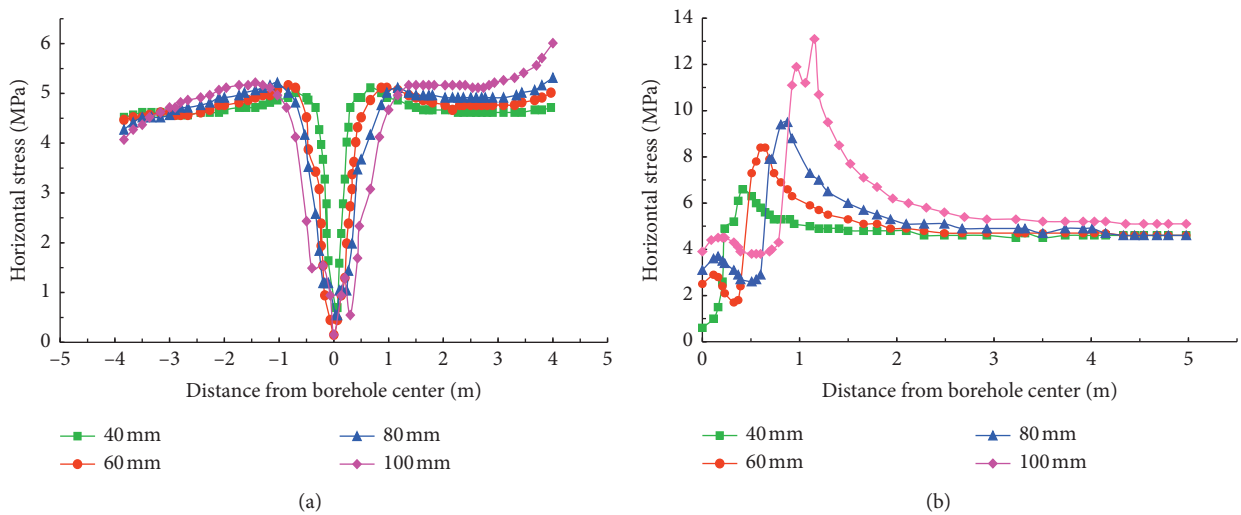 6
5
4
3
2
1
0
Horizontal stress (MPa)
–5 –4 –3 –2 –1 0 1 2 3 4 5
Distance from borehole center (m)
40 mm
60 mm
80 mm
100 mm
(a)
14
12
10
8
6
4
2
0
Horizontal stress (MPa)
0 1 2 3 4 5
Distance from borehole center (m)
40 mm
60 mm
80 mm
100 mm
(b)